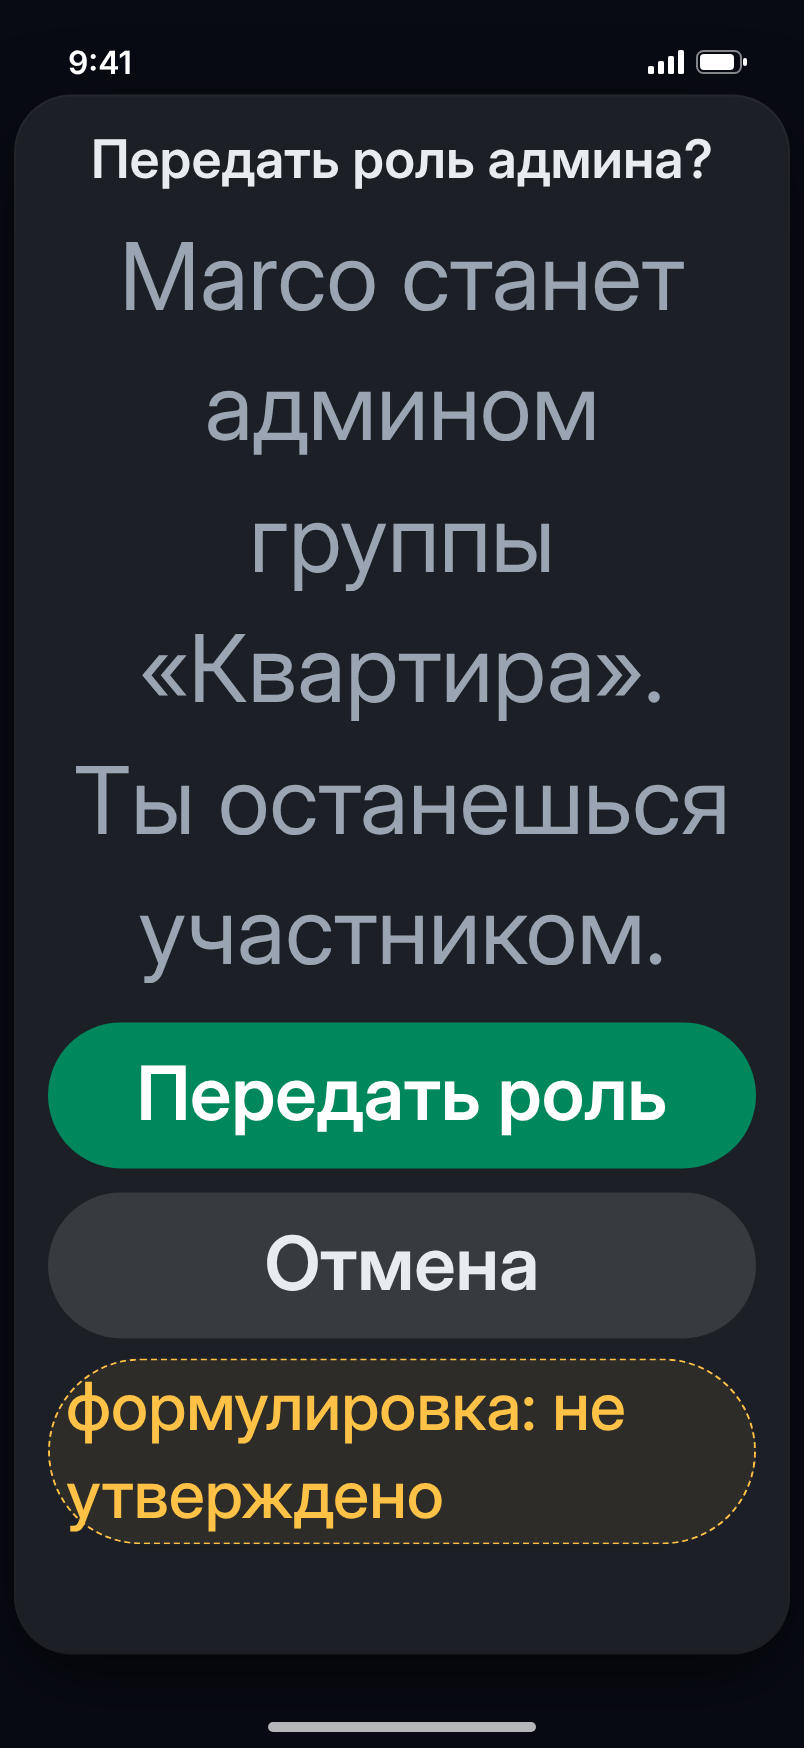 9:41
Передать роль админа?
Marco станет
админом
группы
«Квартира».
Ты останешься
участником.
Передать роль
Отмена
формулировка: не
утверждено